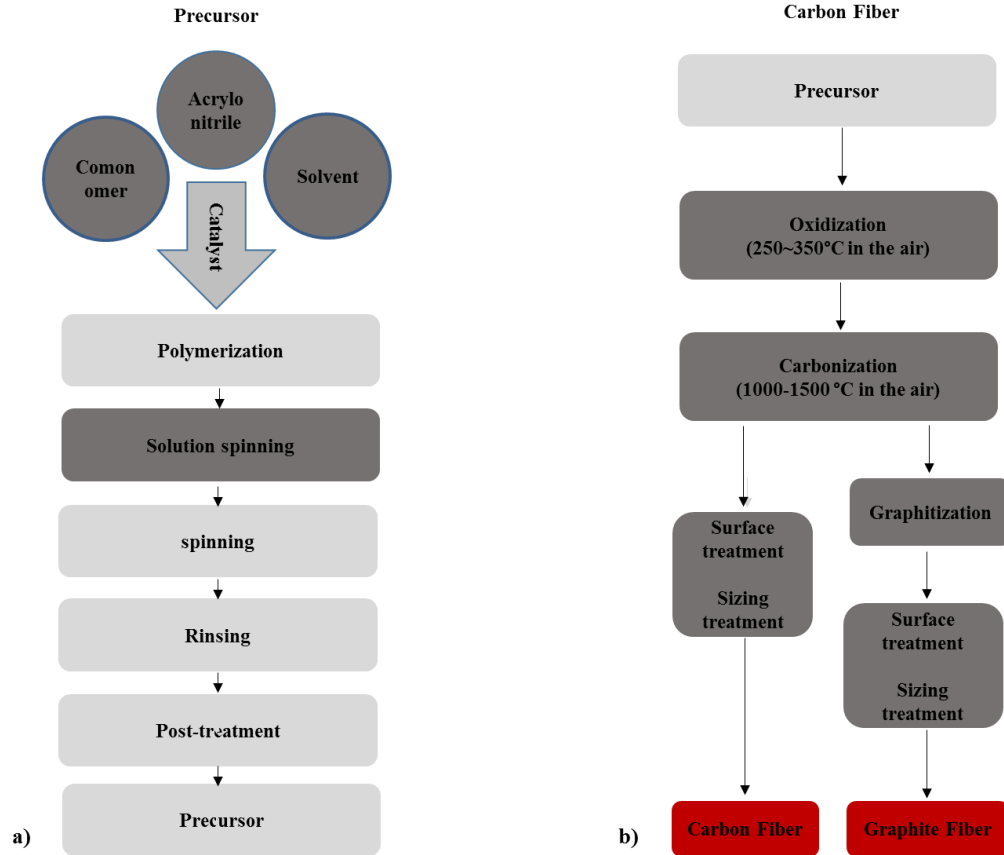 Precursor
Acrylo
nitrile
Comon
omer
Solvent
Catalyst
Polymerization
Solution spinning
spinning
Rinsing
Post-treatment
Precursor
a)
Carbon Fiber
Precursor
Oxidization
(250~350°C in the air)
Carbonization
(1000-1500 °C in the air)
Surface
treatment
Sizing
treatment
Graphitization
Surface
treatment
Sizing
treatment
b)
Carbon Fiber
Graphite Fiber